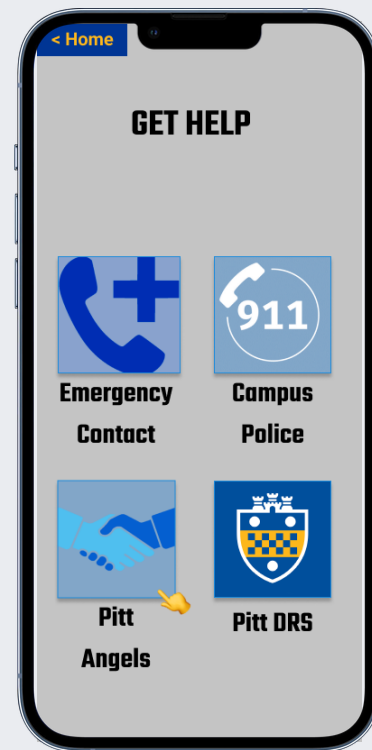 < Home
GET HELP
911
Emergency
Contact
Campus
Police
Pitt
Angels
Pitt DRS